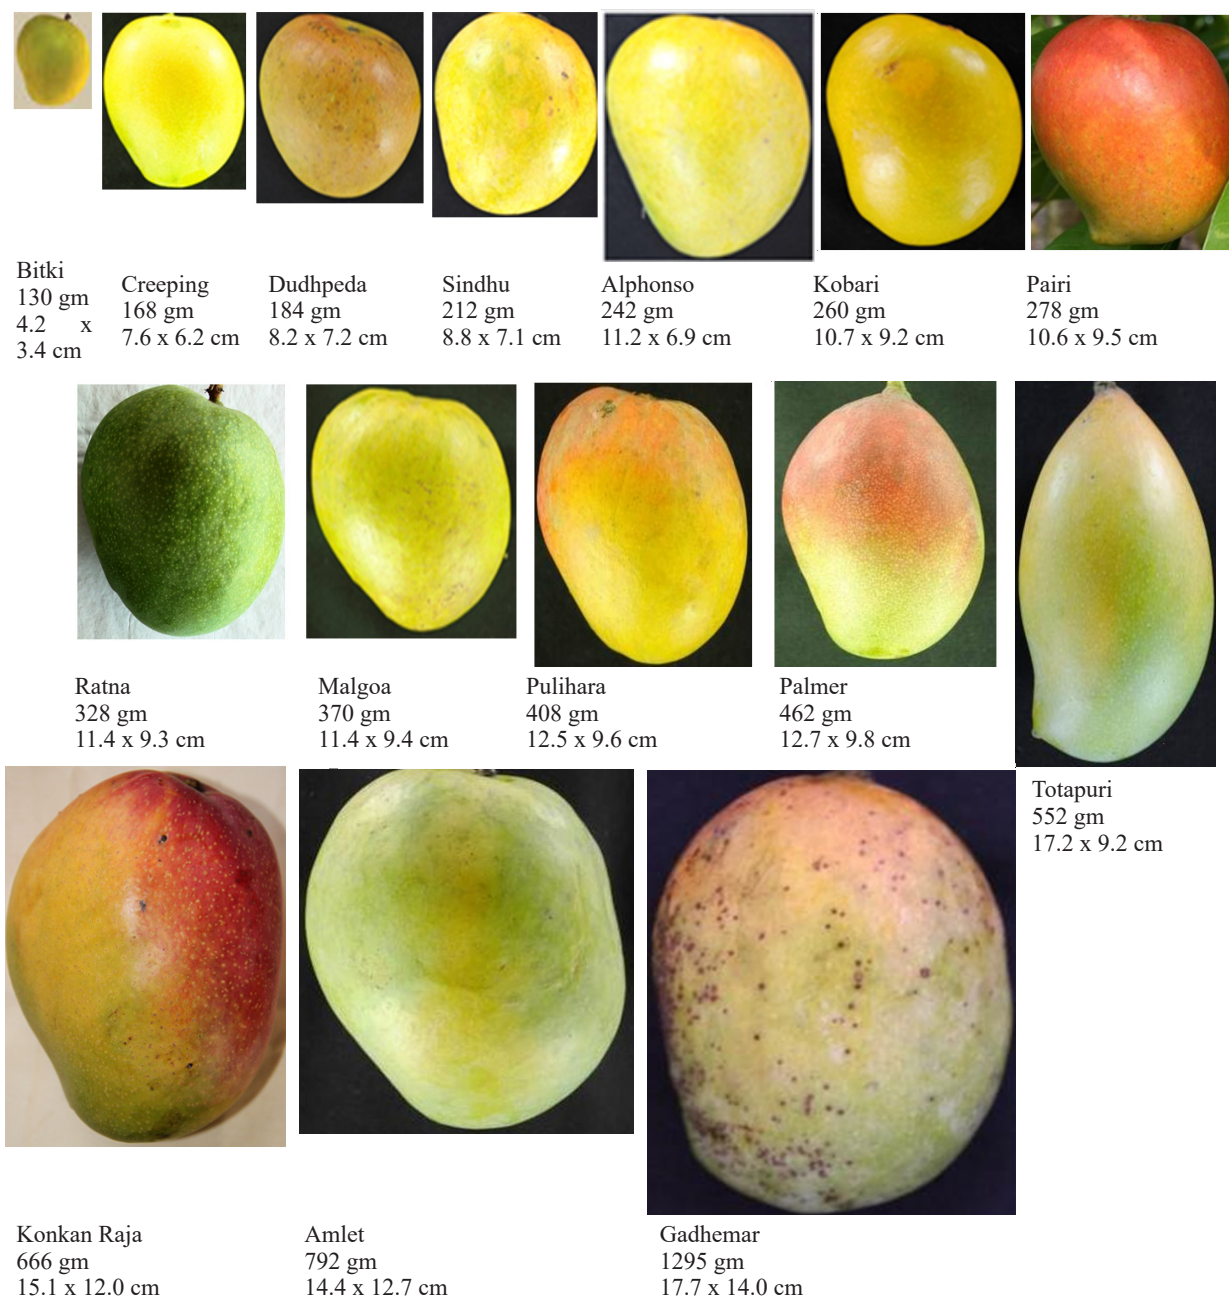 Bitki
130 gm
4.2 x
3.4 cm
Creeping
168 gm
7.6 x 6.2 cm
Dudhpeda
184 gm
8.2 x 7.2 cm
Sindhu
212 gm
8.8 x 7.1 cm
Alphonso
242 gm
11.2 x 6.9 cm
Kobari
260 gm
10.7 x 9.2 cm
Pairi
278 gm
10.6 x 9.5 cm
Ratna
328 gm
11.4 x 9.3 cm
Malgoa
370 gm
11.4 x 9.4 cm
Pulihara
408 gm
12.5 x 9.6 cm
Palmer
462 gm
12.7 x 9.8 cm
Totapuri
552 gm
17.2 x 9.2 cm
Konkan Raja
666 gm
15.1 x 12.0 cm
Amlet
792 gm
14.4 x 12.7 cm
Gadhemar
1295 gm
17.7 x 14.0 cm